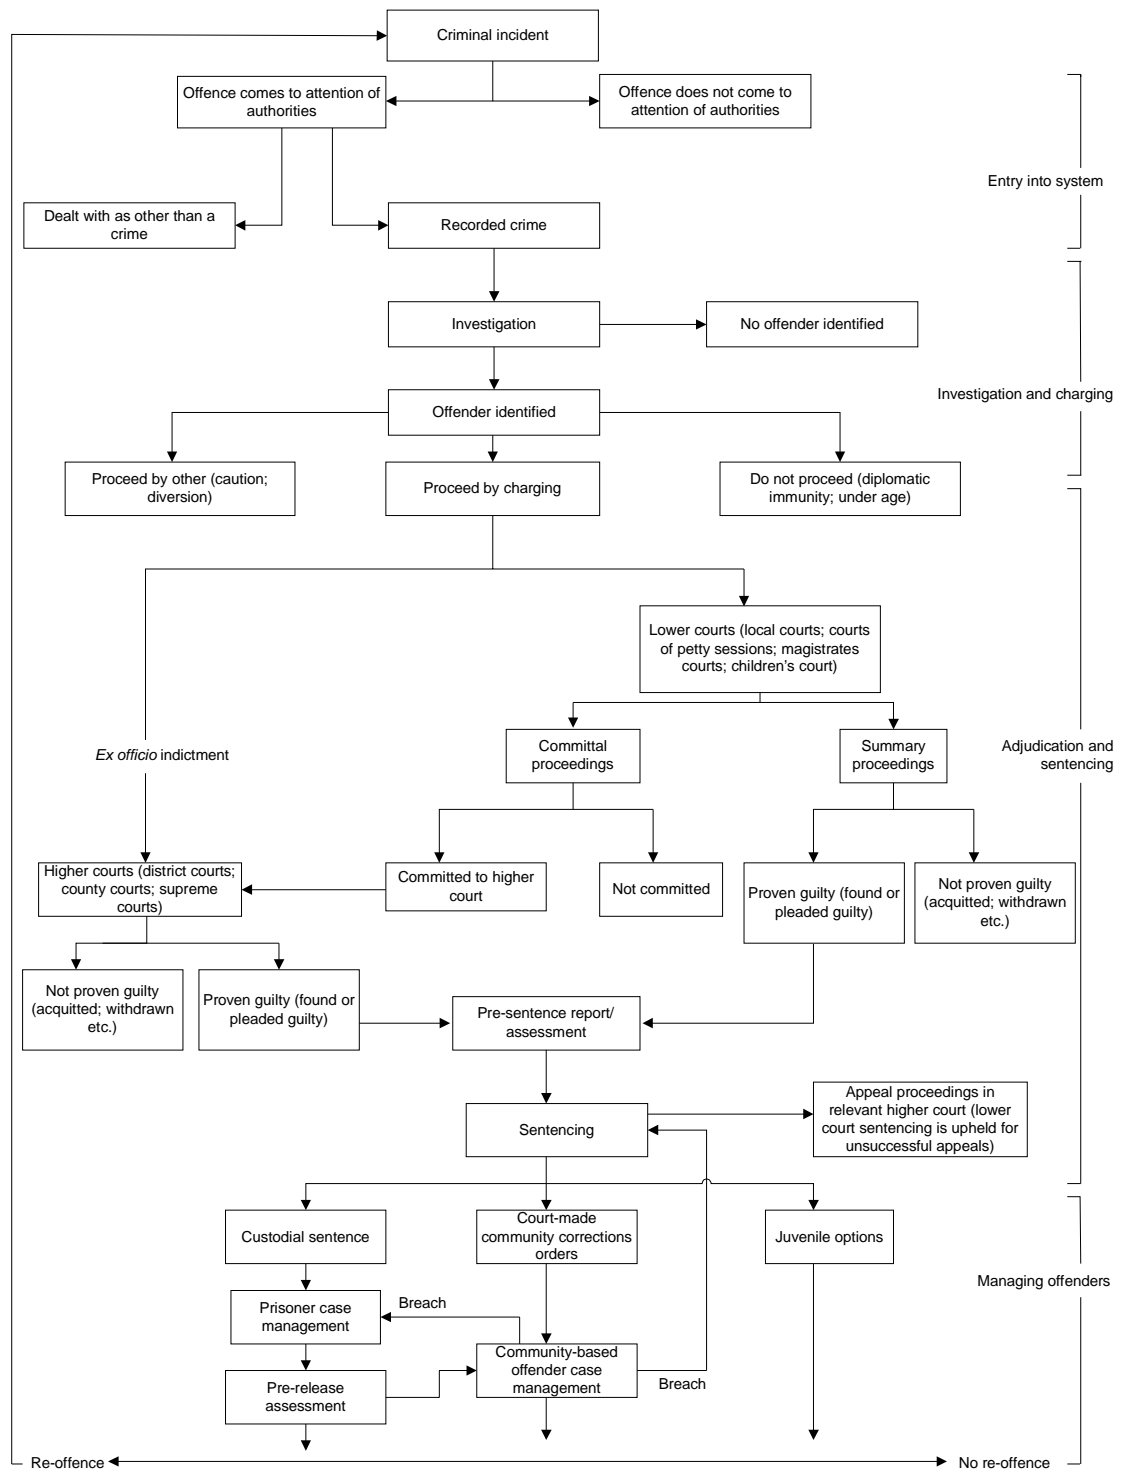 Criminal incident
Offence comes to attention of
authorities
Offence does not come to
attention of authorities
Entry into system
Dealt with as other than a
crime
Recorded crime
Investigation
No offender identified
Investigation and charging
Offender identified
Proceed by other (caution;
diversion)
Proceed by charging
Do not proceed (diplomatic
immunity; under age)
Lower courts (local courts; courts
of petty sessions; magistrates
courts; children's court)
Ex officio indictment
Committal
proceedings
Summary
proceedings
Adjudication and
sentencing
Higher courts (district courts;
county courts; supreme
courts)
Committed to higher
court
Not committed
Proven guilty (found or
pleaded guilty)
Not proven guilty
(acquitted; withdrawn
etc.)
Not proven guilty
(acquitted; withdrawn
etc.)
Proven guilty (found or
pleaded guilty)
Pre-sentence report/
assessment
Sentencing
Appeal proceedings in
relevant higher court (lower
court sentencing is upheld for
unsuccessful appeals)
Custodial sentence
Court-made
community corrections
orders
Juvenile options
Managing offenders
Prisoner case
management
Breach
Community-based
offender case
management
Breach
Pre-release
assessment
Re-offence
No re-offence